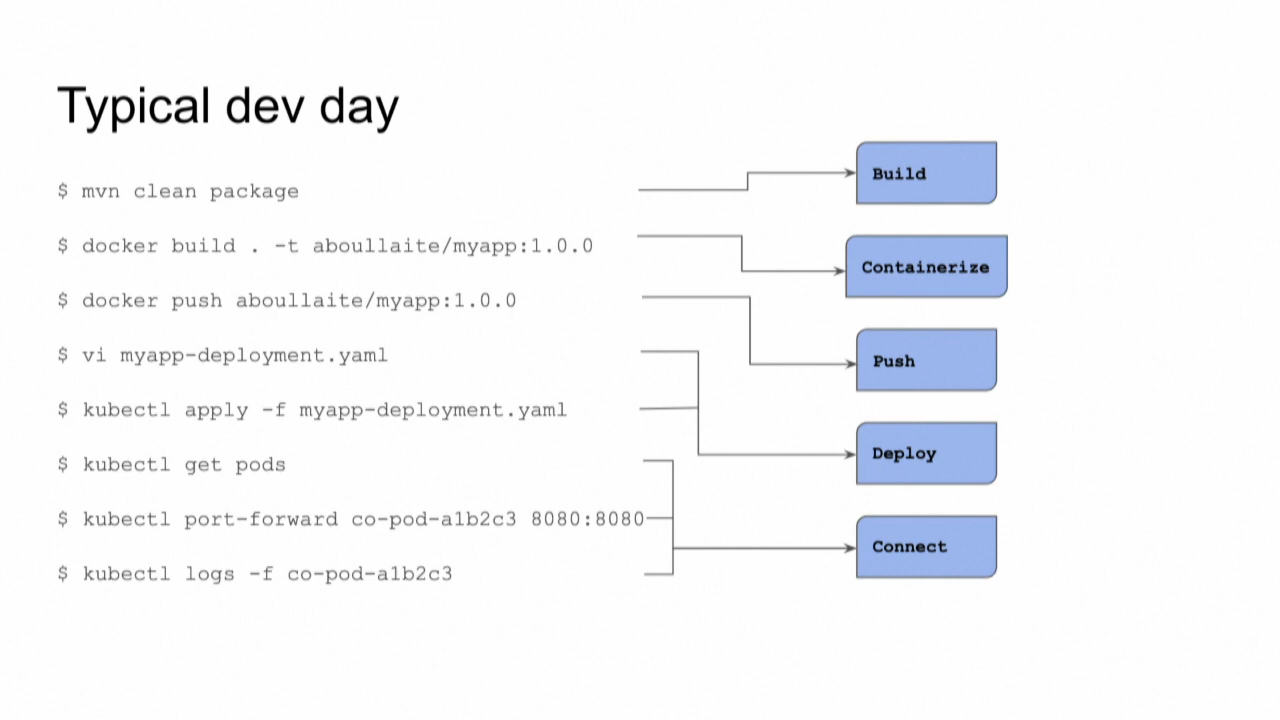 Typical dev day
$ mvn clean package
$ docker build . -t aboullaite/myapp:1.0.0
$ docker push aboullaite/myapp:1.0.0
$ vi myapp-deployment.yaml
$ kubectl apply -f myapp-deployment.yaml
$ kubectl get pods
$ kubectl port-forward co-pod-a1b2c3 8080:8080
$ kubectl logs -f co-pod-a1b2c3
Build
Containerize
Push
Deploy
Connect